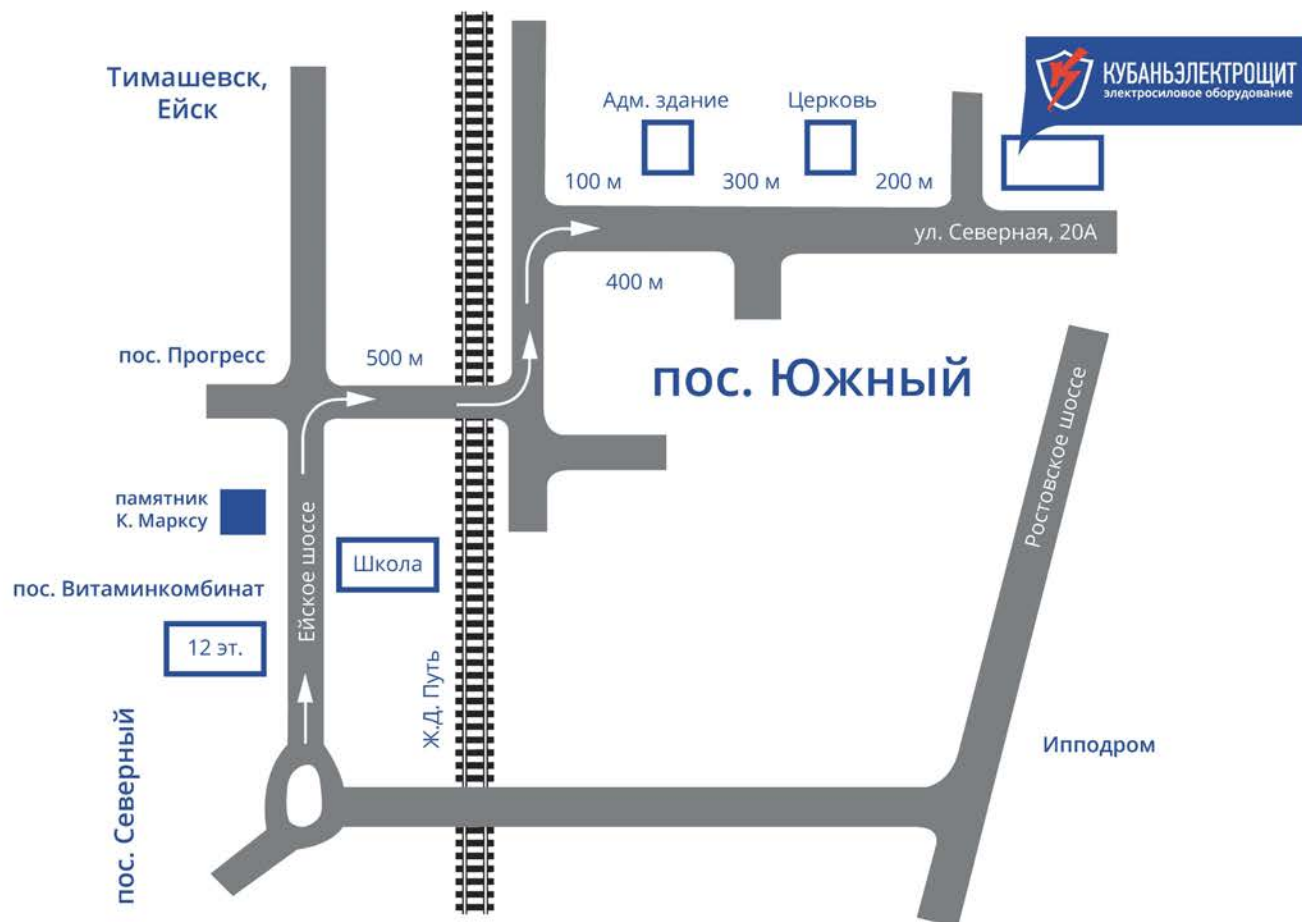 КУБАНЬЭЛЕКТРОЩИТ
электросиловое оборудование
Тимашевск,
Ейск
Адм. здание
Церковь
100 м
300 м
200 м
ул. Северная, 20А
400 м
пос. Прогресс
500 м
пос. Южный
Ростовское шоссе
памятник
К. Марксу
Ейское шоссе
Школа
пос. Витаминкомбинат
12 эт.
Ж.Д. Путь
пос. Северный
Ипподром